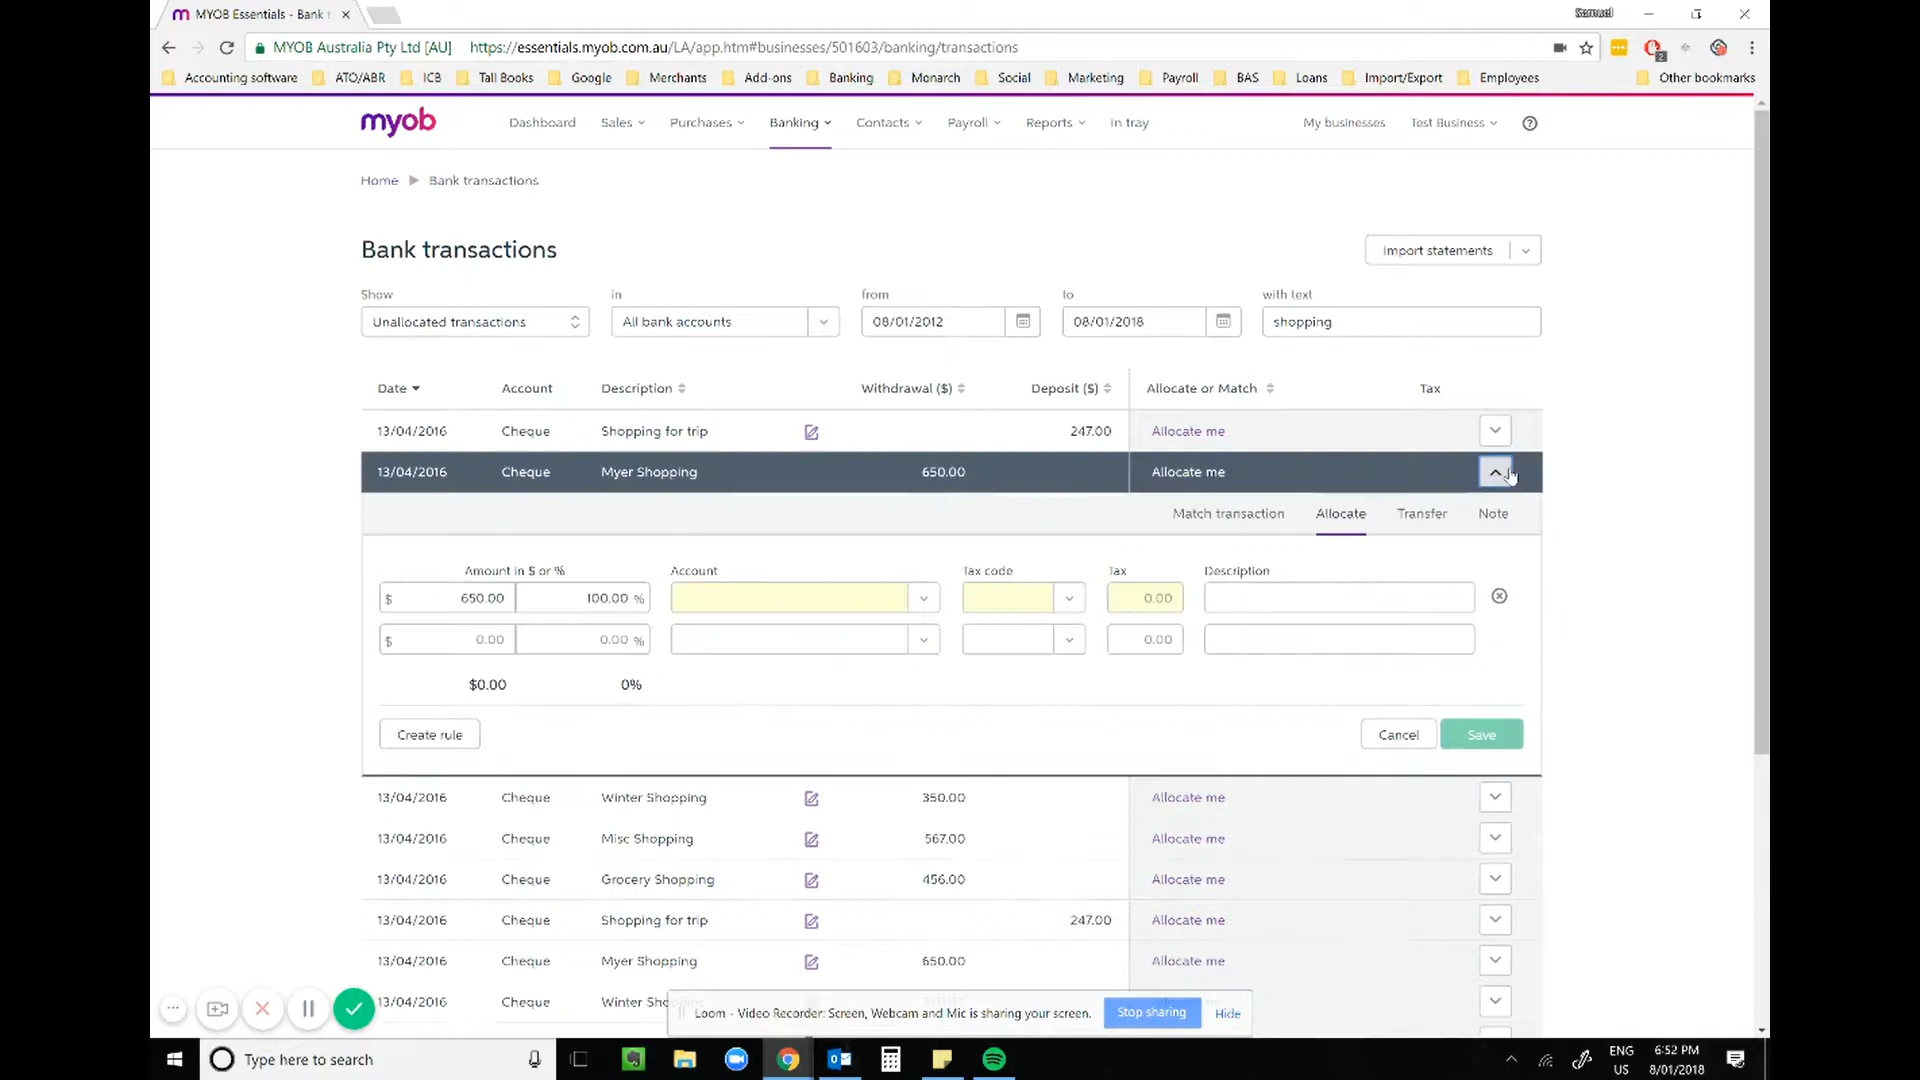 MYOB Essentials - Bank t
Samuel
MYOB Australia Pty Ltd [AU] https://essentials.myob.com.au/LA/app.htm#businesses/501603/banking/transactions
2
Accounting software ATO/ABR ICB Tall Books Google Merchants Add-ons Banking Monarch Social Marketing Payroll BAS Loans Import/Export Employees Other bookmarks
myob Dashboard Sales Purchases Banking Contacts Payroll Reports In tray My businesses Test Business ?
Home Bank transactions
Bank transactions Import statements
Show in from to with text
Unallocated transactions All bank accounts 08/01/2012 08/01/2018 shopping
Date Account Description Withdrawal ($) Deposit ($) Allocate or Match Tax
13/04/2016 Cheque Shopping for trip 247.00 Allocate me
13/04/2016 Cheque Myer Shopping 650.00 Allocate me
Match transaction Allocate Transfer Note
Amount in $ or % Account Tax code Tax Description
$ 650.00 100.00 % 0.00
$ 0.00 0.00 % 0.00
$0.00 0%
Create rule Cancel Save
13/04/2016 Cheque Winter Shopping 350.00 Allocate me
13/04/2016 Cheque Misc Shopping 567.00 Allocate me
13/04/2016 Cheque Grocery Shopping 456.00 Allocate me
13/04/2016 Cheque Shopping for trip 247.00 Allocate me
13/04/2016 Cheque Myer Shopping 650.00 Allocate me
13/04/2016 Cheque Winter Sho
Loom - Video Recorder: Screen, Webcam and Mic is sharing your screen. Stop sharing Hide
Type here to search
ENG 6:52 PM
US 8/01/2018